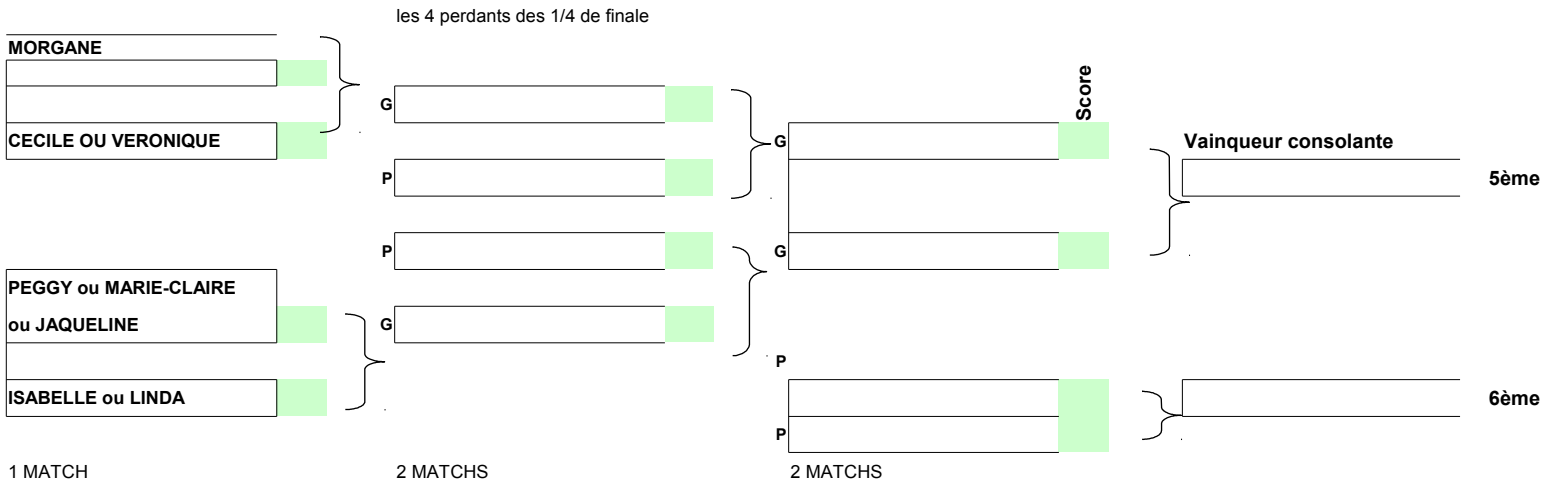 les 4 perdants des 1/4 de finale
MORGANE
Score
G
G
CECILE OU VERONIQUE
Vainqueur consolante
P
5ème
P
G
PEGGY ou MARIE-CLAIRE
ou JAQUELINE
G
P
ISABELLE ou LINDA
6ème
P
1 MATCH
2 MATCHS
2 MATCHS